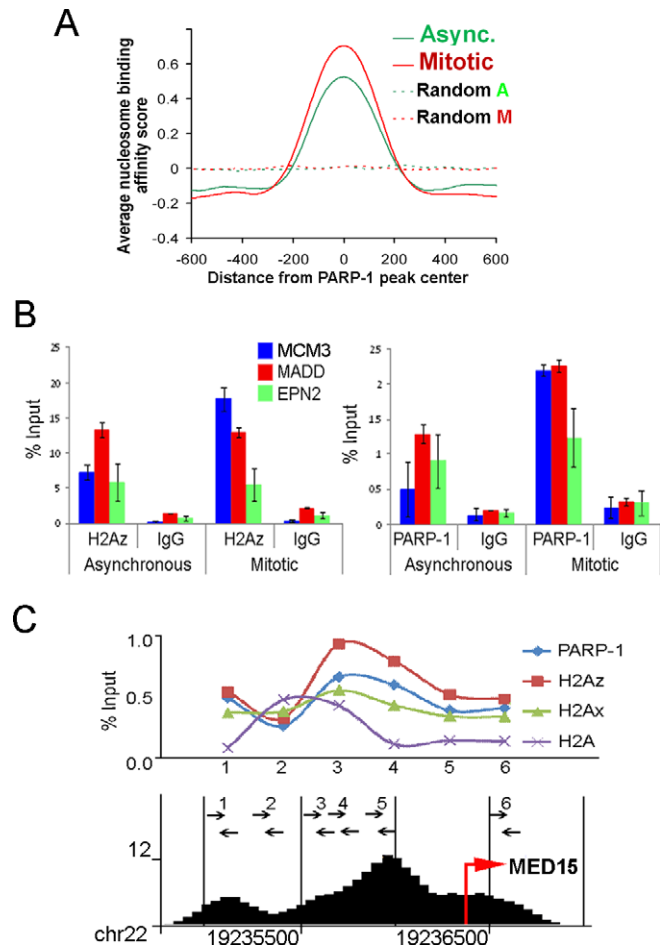 A
Async.
Mitotic
Random A
Random M
Average nucleosome binding
affinity score
0.6
0.4
0.2
0
-0.2
-0.4
-600
-400
-200
0
200
400
600
Distance from PARP-1 peak center
B
MCM3
MADD
EPN2
% Input
25
20
15
10
5
0
H2Az
IgG
H2Az
IgG
Asynchronous
Mitotic
% Input
25
2
1.5
1
05
0
PARP-1
IgG
PARP-1
IgG
Asynchronous
Mitotic
C
% Input
1.0
0.5
0.0
1 2 3 4 5 6
PARP-1
H2Az
H2Ax
H2A
1 2 3 4 5 6
12
MED15
chr22
19235500
19236500